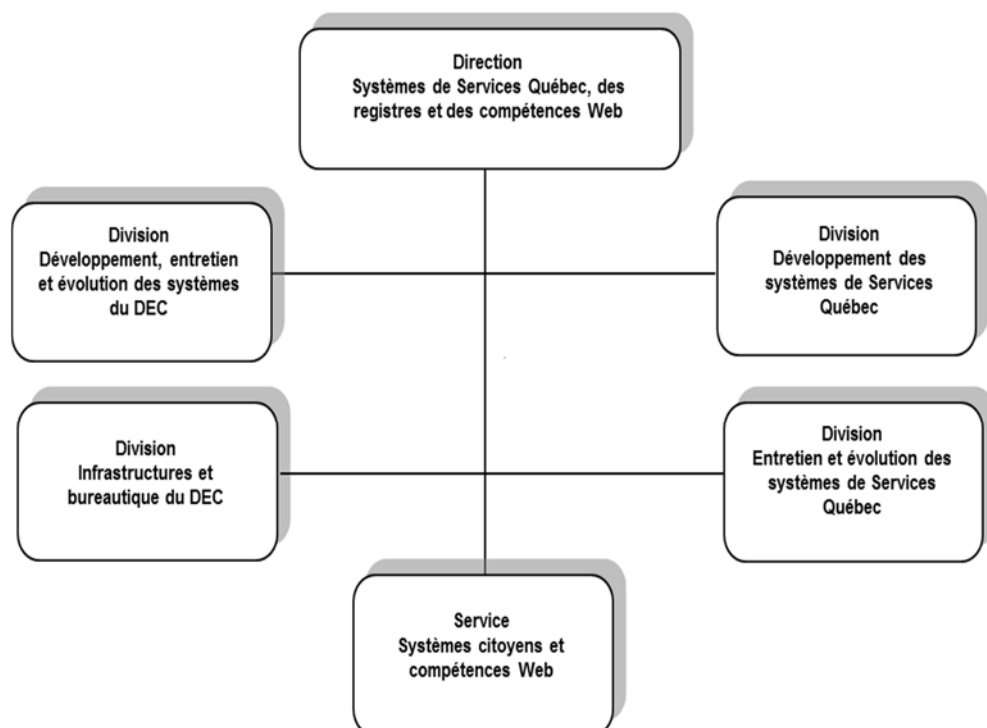 Direction
Systèmes de Services Québec, des
registres et des compétences Web
Division
Développement, entretien
et évolution des systèmes
du DEC
Division
Développement des
systèmes de Services
Québec
Division
Infrastructures et
bureautique du DEC
Division
Entretien et évolution des
systèmes de Services
Québec
Service
Systèmes citoyens et
compétences Web